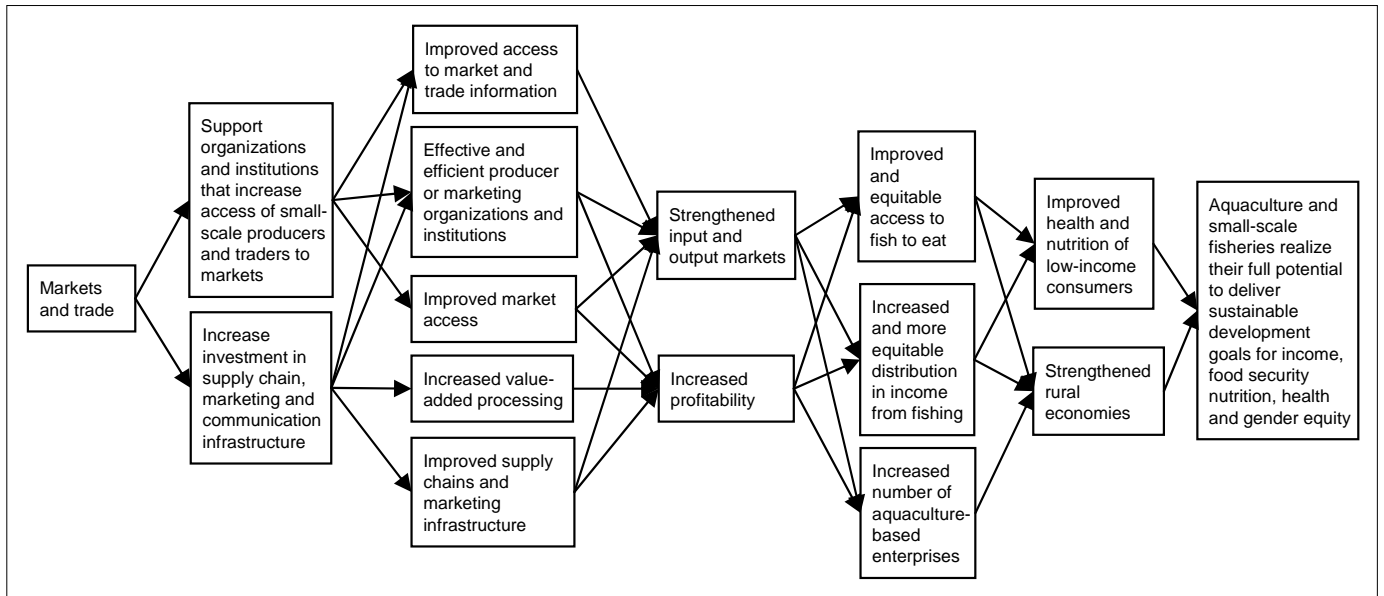 Markets
and trade
Support
organizations
and institutions
that increase
access of small-
scale producers
and traders to
markets
Increase
investment in
supply chain,
marketing and
communication
infrastructure
Improved access
to market and
trade information
Effective and
efficient producer
or marketing
organizations and
institutions
Improved market
access
Increased value-
added processing
Improved supply
chains and
marketing
infrastructure
Strengthened
input and
output markets
Increased
profitability
Improved
and
equitable
access to
fish to eat
Increased
and more
equitable
distribution
in income
from fishing
Increased
number of
aquaculture-
based
enterprises
Improved
health and
nutrition of
low-income
consumers
Strengthened
rural
economies
Aquaculture and
small-scale
fisheries realize
their full potential
to deliver
sustainable
development
goals for income,
food security
nutrition, health
and gender equity